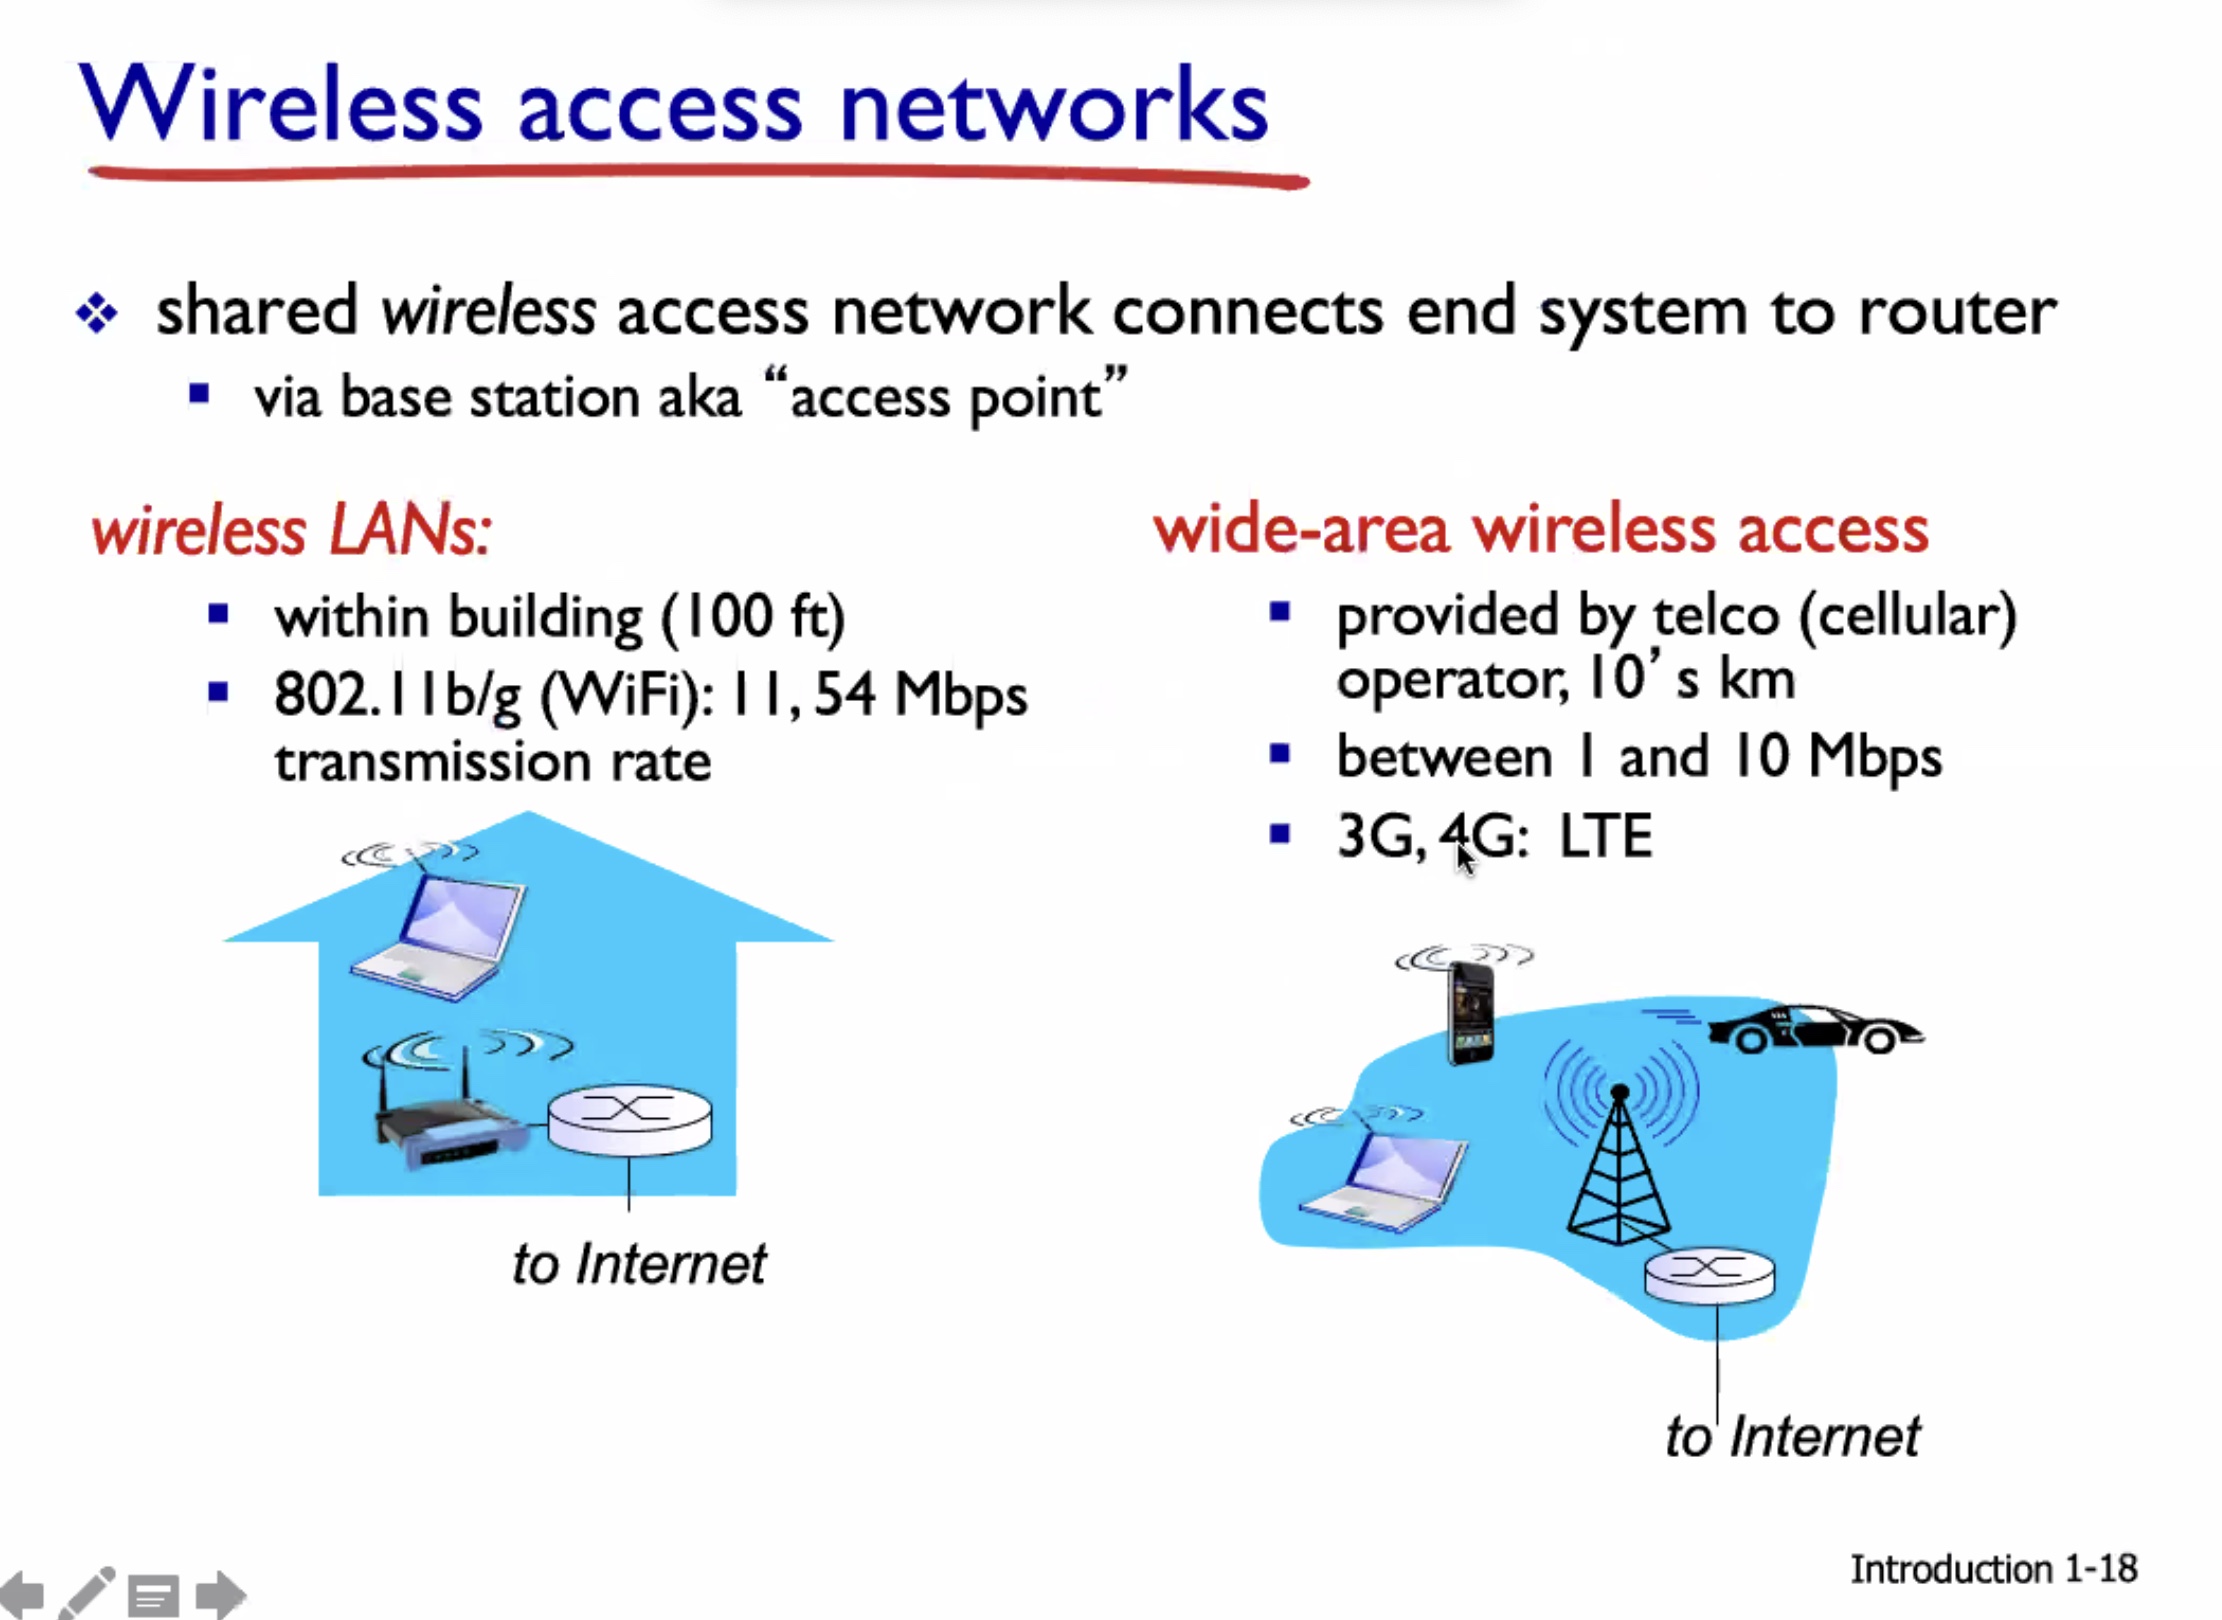 Wireless access networks
shared wireless access network connects end system to router
via base station aka “access point”
wireless LANs:
within building (100 ft)
802.11b/g (WiFi): 11, 54 Mbps
transmission rate
to Internet
wide-area wireless access
provided by telco (cellular)
operator, 10’ s km
between 1 and 10 Mbps
3G, 4G: LTE
to Internet
Introduction 1-18